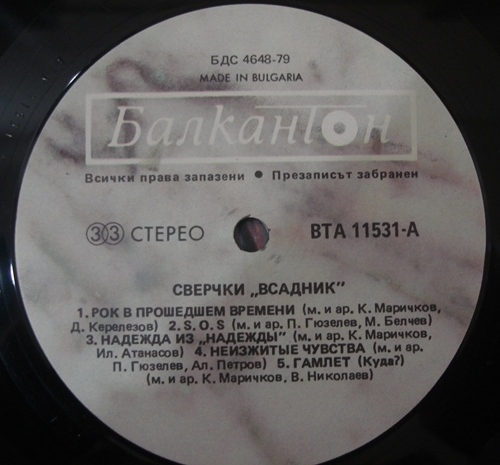 БДС 4648-79
MADE IN BULGARIA
Балкантон
Всички права запазени ● Презаписът забранен
33 СТЕРЕО
ВТА 11531-А
СВЕРЧКИ „ВСАДНИК"
1. РОК В ПРОШЕДШЕМ ВРЕМЕНИ (м. и ар. К. Маричков,
Д. Керелезов) 2. S. O. S (м. и ар. П. Гюзелев, М. Белчев)
3. НАДЕЖДА ИЗ „НАДЕЖДЫ" (м. и ар. К. Маричков,
Ил. Атанасов) 4. НЕИЗЖИТЫЕ ЧУВСТВА (м. и ар.
П. Гюзелев, Ал. Петров) 5. ГАМЛЕТ (Куда?)
(м. и ар. К. Маричков, В. Николаев)